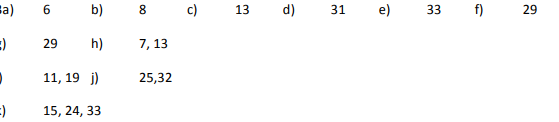 3a) 6 b) 8 c) 13 d) 31 e) 33 f) 29
) 29 h) 7, 13
) 11, 19 j) 25,32
) 15, 24, 33